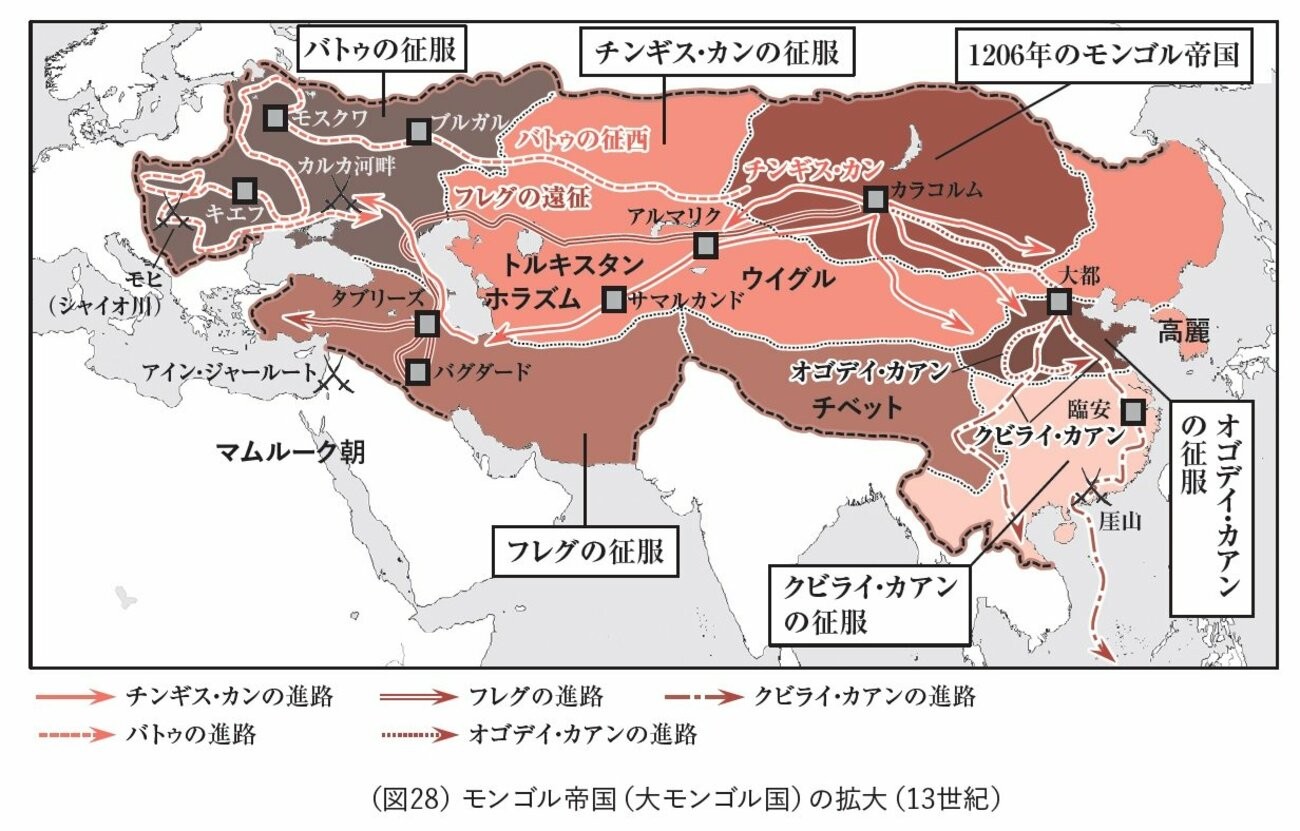 バトゥの征服
チンギス・カンの征服
1206年のモンゴル帝国
モスクワ
ブルガル
バトゥの征西
カルカ河畔
チンギス・カン
フレグの遠征
カラコルム
キエフ
アルマリク
モヒ
(シャイオ川)
トルキスタン
ウイグル
大都
ホラズム
サマルカンド
タブリーズ
高麗
アイン・ジャールート
バグダード
オゴデイ・カアン
チベット
臨安
クビライ・カアン
マムルーク朝
オゴデイ・カアン
の征服
崖山
フレグの征服
クビライ・カアン
の征服
チンギス・カンの進路
フレグの進路
クビライ・カアンの進路
バトゥの進路
オゴデイ・カアンの進路
(図28) モンゴル帝国(大モンゴル国)の拡大(13世紀)